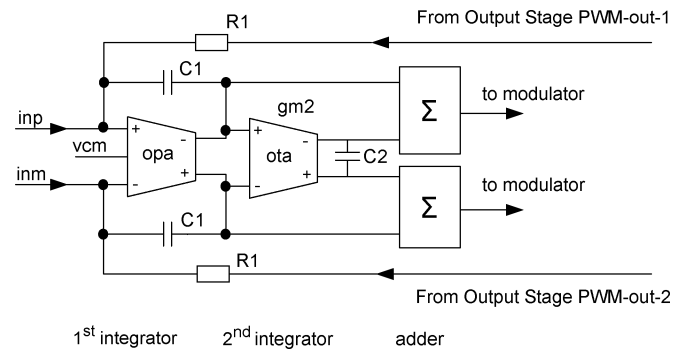 From Output Stage PWM-out-1
R1
C1
to modulator
gm2
Σ
inp
+
-
+
-
vcm
opa
ota
C2
+
+
inm
-
-
to modulator
Σ
C1
R1
From Output Stage PWM-out-2
1st integrator
2nd integrator
adder